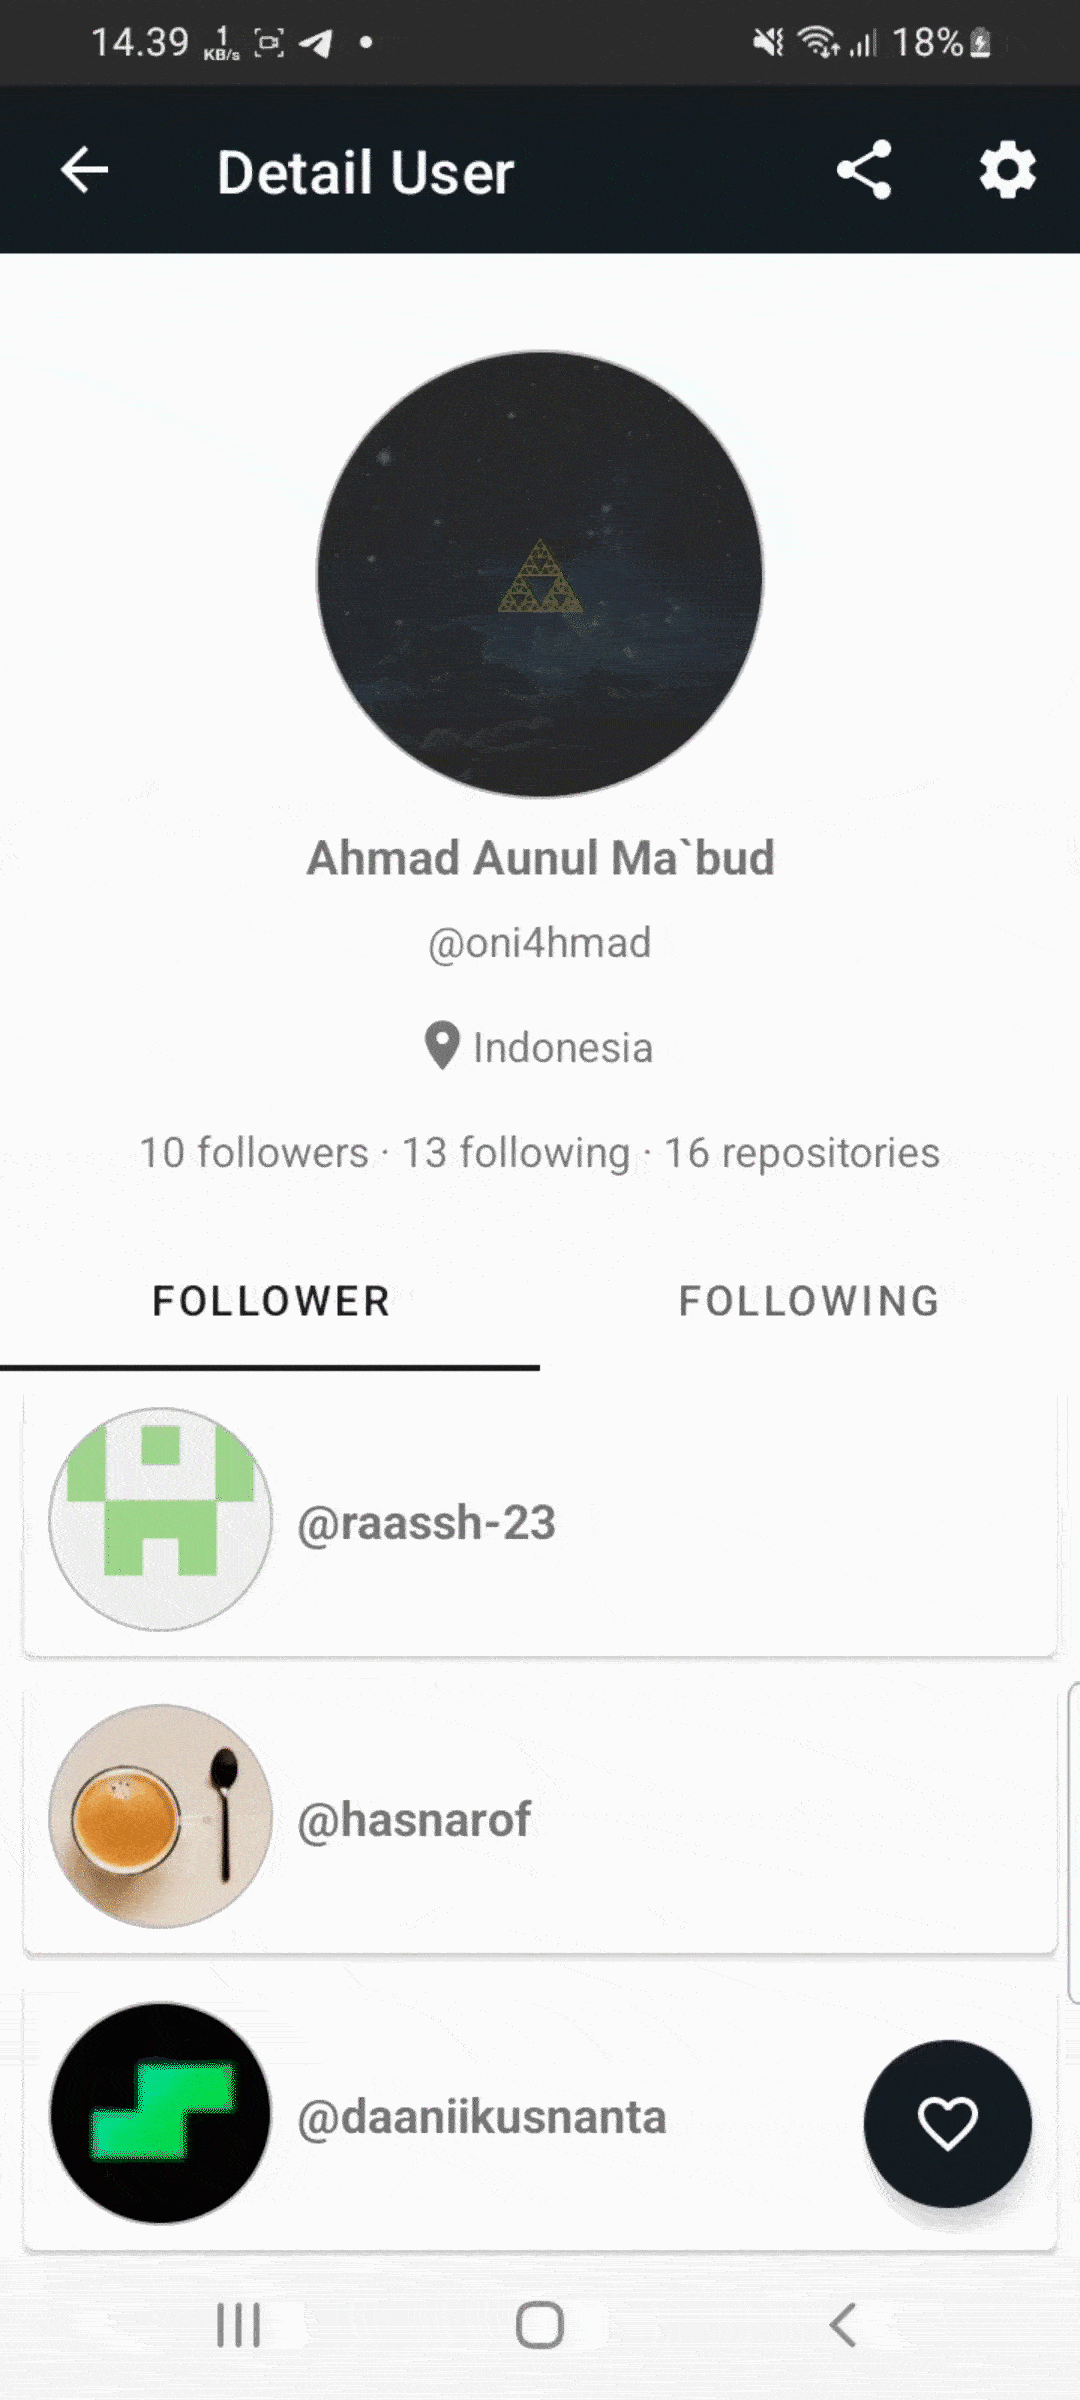 14.39 1 KB/s 18%
Detail User
Ahmad Aunul Ma`bud
@oni4hmad
Indonesia
10 followers · 13 following · 16 repositories
FOLLOWER FOLLOWING
@raassh-23
@hasnarof
@daaniikusnanta